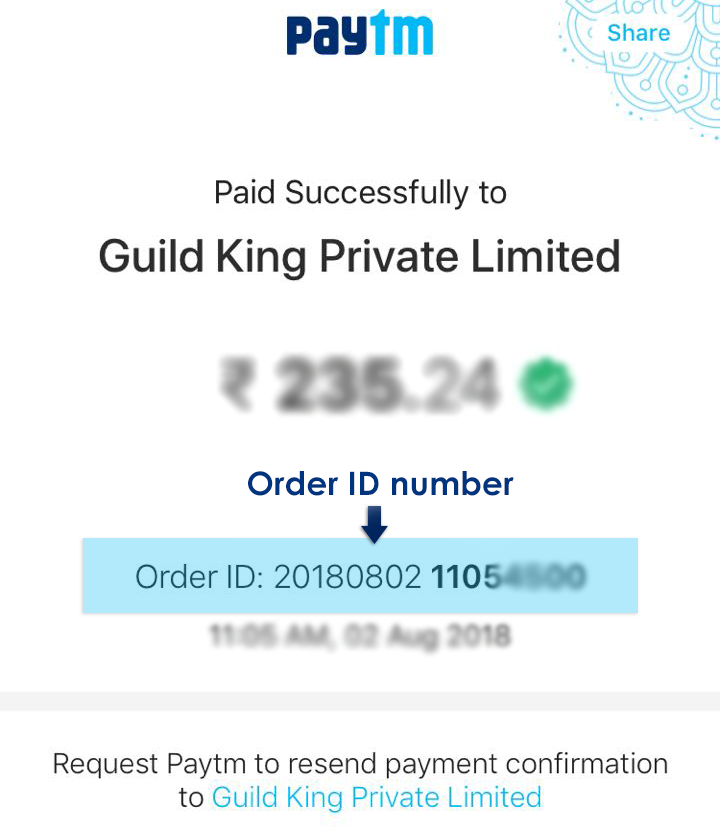 paytm
Share
Paid Successfully to
Guild King Private Limited
₹ 235.24
Order ID number
Order ID: 20180802 1105
11:05 AM, 02 Aug 2018
Request Paytm to resend payment confirmation
to Guild King Private Limited